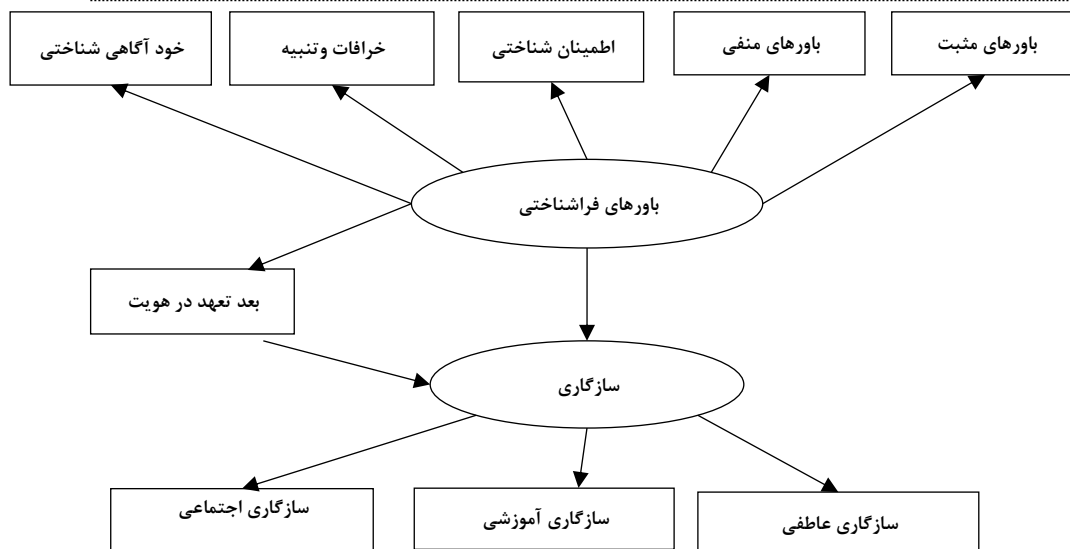 باورهای مثبت
باورهای منفی
اطمینان شناختی
خرافات وتنبیه
خود آگاهی شناختی
باورهای فراشناختی
بعد تعهد در هویت
سازگاری
سازگاری عاطفی
سازگاری آموزشی
سازگاری اجتماعی